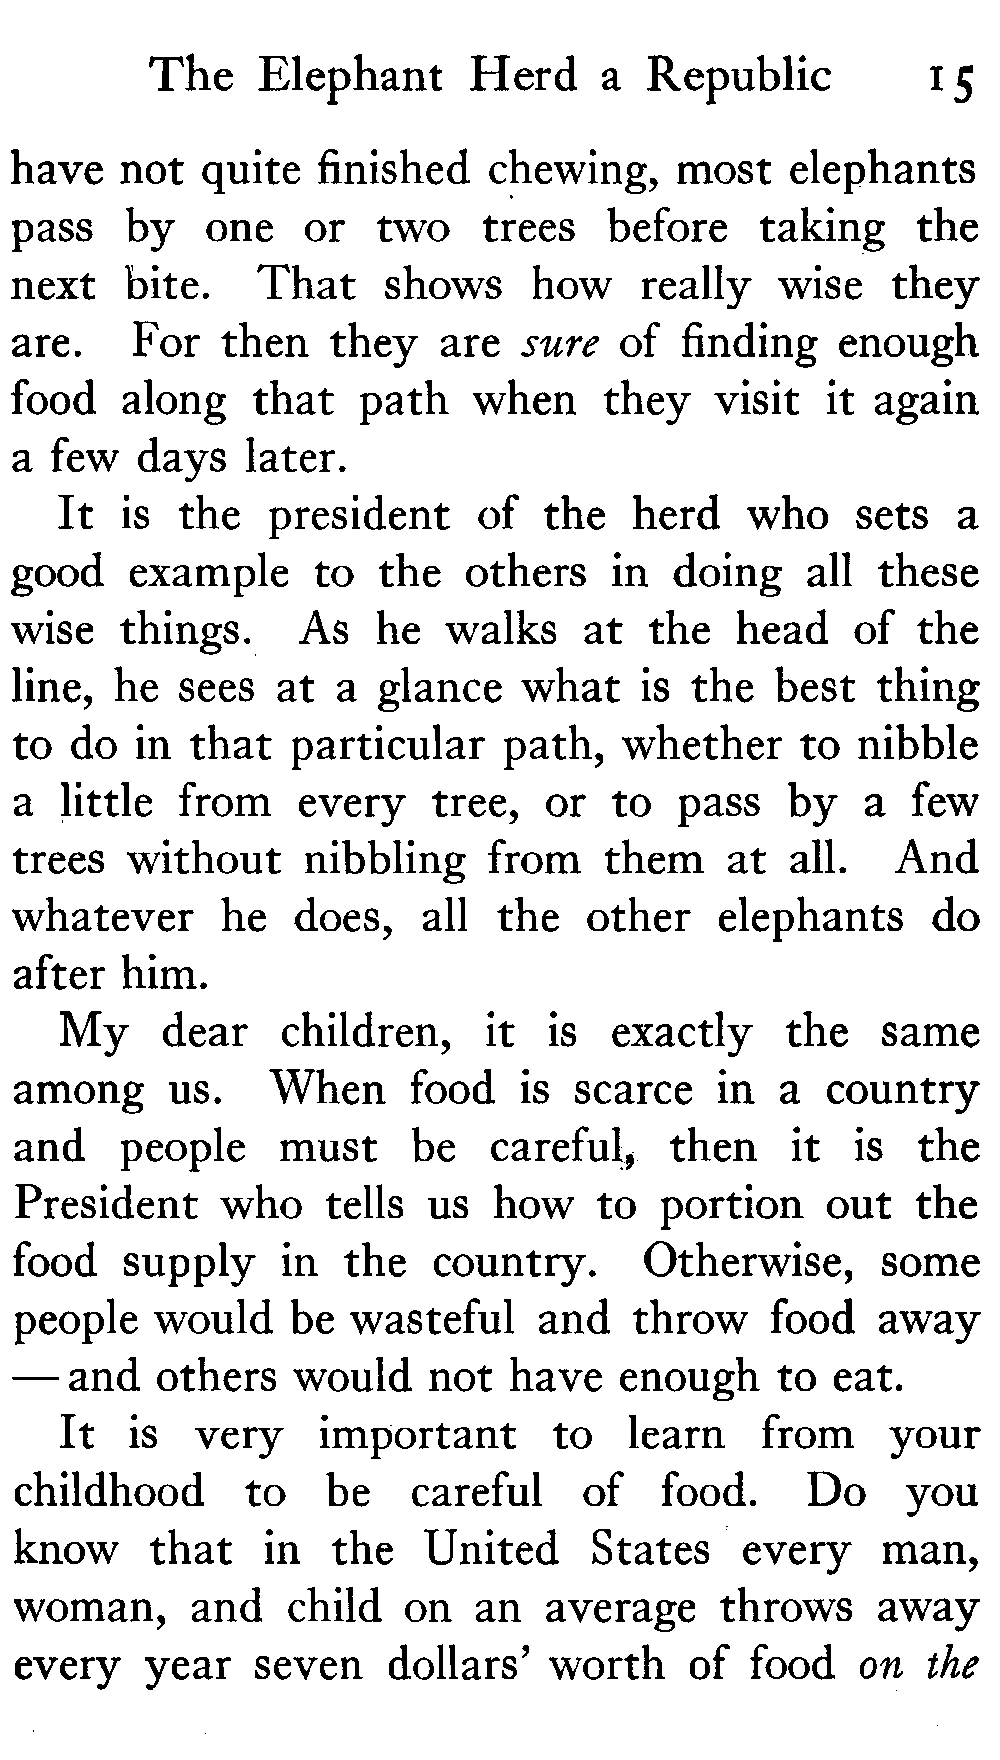 The Elephant Herd a Republic 15
have not quite finished chewing, most elephants
pass by one or two trees before taking the
next bite. That shows how really wise they
are. For then they are sure of finding enough
food along that path when they visit it again
a few days later.
It is the president of the herd who sets a
good example to the others in doing all these
wise things. As he walks at the head of the
line, he sees at a glance what is the best thing
to do in that particular path, whether to nibble
a little from every tree, or to pass by a few
trees without nibbling from them at all. And
whatever he does, all the other elephants do
after him.
My dear children, it is exactly the same
among us. When food is scarce in a country
and people must be careful, then it is the
President who tells us how to portion out the
food supply in the country. Otherwise, some
people would be wasteful and throw food away
—and others would not have enough to eat.
It is very important to learn from your
childhood to be careful of food. Do you
know that in the United States every man,
woman, and child on an average throws away
every year seven dollars' worth of food on the